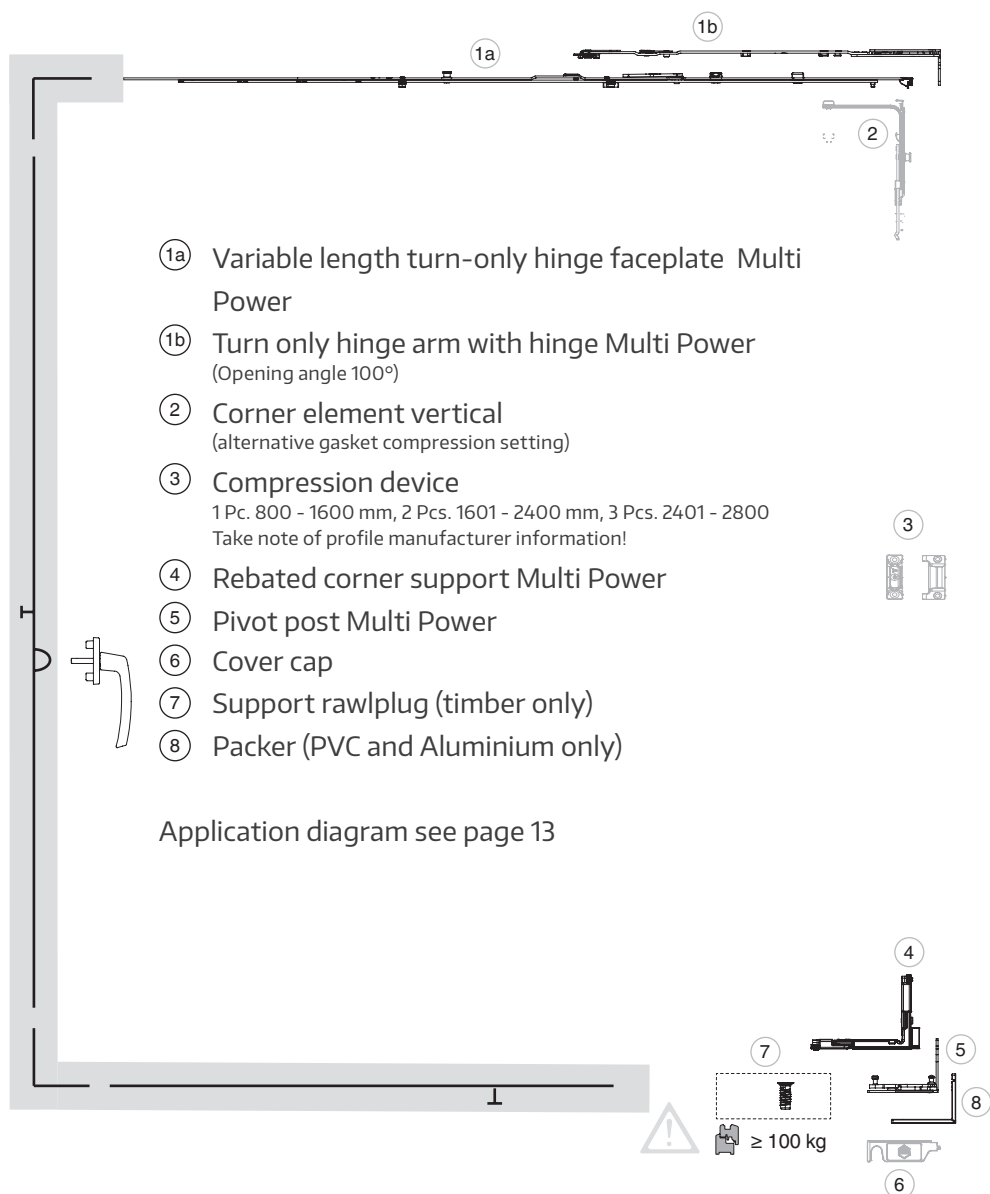 1b
1a
2
1a Variable length turn-only hinge faceplate Multi
Power
1b Turn only hinge arm with hinge Multi Power
(Opening angle 100°)
2 Corner element vertical
(alternative gasket compression setting)
3 Compression device
1 Pc. 800 - 1600 mm, 2 Pcs. 1601 - 2400 mm, 3 Pcs. 2401 - 2800
Take note of profile manufacturer information!
3
4 Rebated corner support Multi Power
5 Pivot post Multi Power
6 Cover cap
7 Support rawlplug (timber only)
8 Packer (PVC and Aluminium only)
Application diagram see page 13
4
7
5
8
≥ 100 kg
6